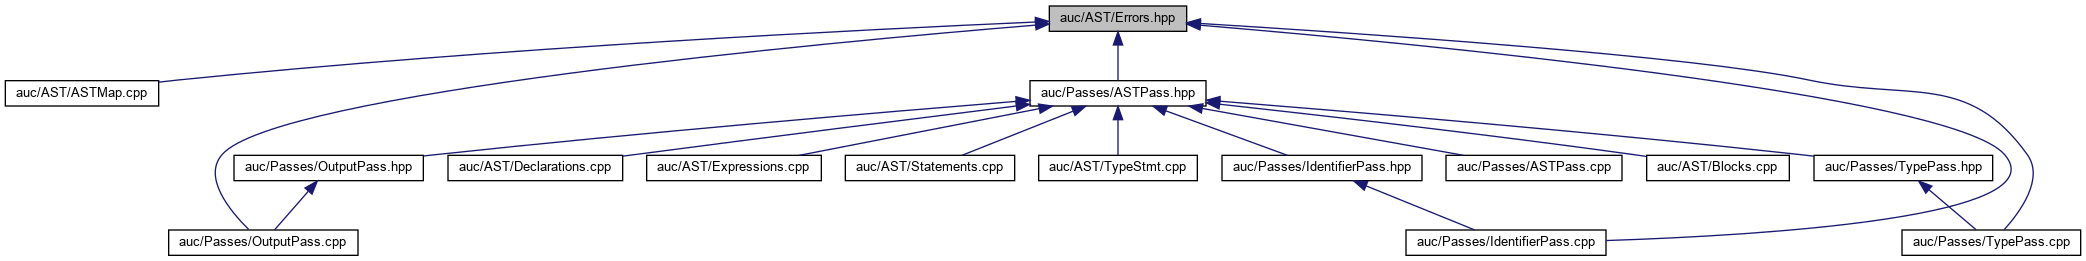 auc/AST/Errors.hpp
auc/AST/ASTMap.cpp
auc/Passes/ASTPass.hpp
auc/Passes/OutputPass.hpp
auc/AST/Declarations.cpp
auc/AST/Expressions.cpp
auc/AST/Statements.cpp
auc/AST/TypeStmt.cpp
auc/Passes/IdentifierPass.hpp
auc/Passes/ASTPass.cpp
auc/AST/Blocks.cpp
auc/Passes/TypePass.hpp
auc/Passes/OutputPass.cpp
auc/Passes/IdentifierPass.cpp
auc/Passes/TypePass.cpp